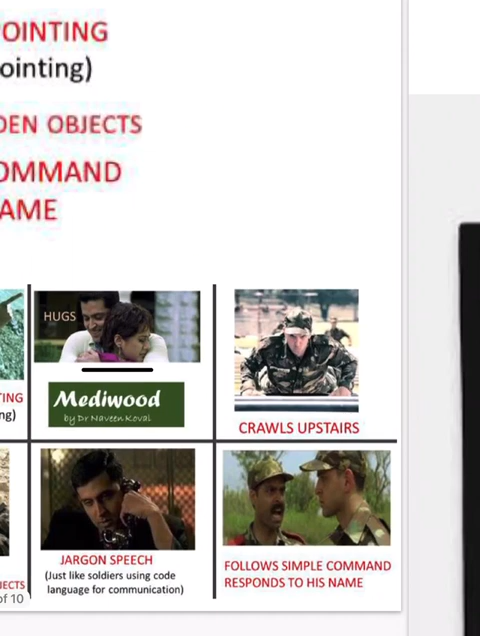 OINTING
ointing)
DEN OBJECTS
OMMAND
AME
HUGS
Mediwood
by Dr Naveen Koval
CRAWLS UPSTAIRS
TING
ng)
JARGON SPEECH
(Just like soldiers using code
language for communication)
FOLLOWS SIMPLE COMMAND
RESPONDS TO HIS NAME
JECTS
of 10